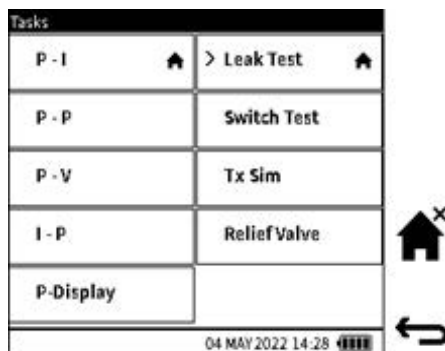 Tasks
P - I
> Leak Test
P - P
Switch Test
P - V
Tx Sim
I - P
Relief Valve
P-Display
04 MAY 2022 14:28